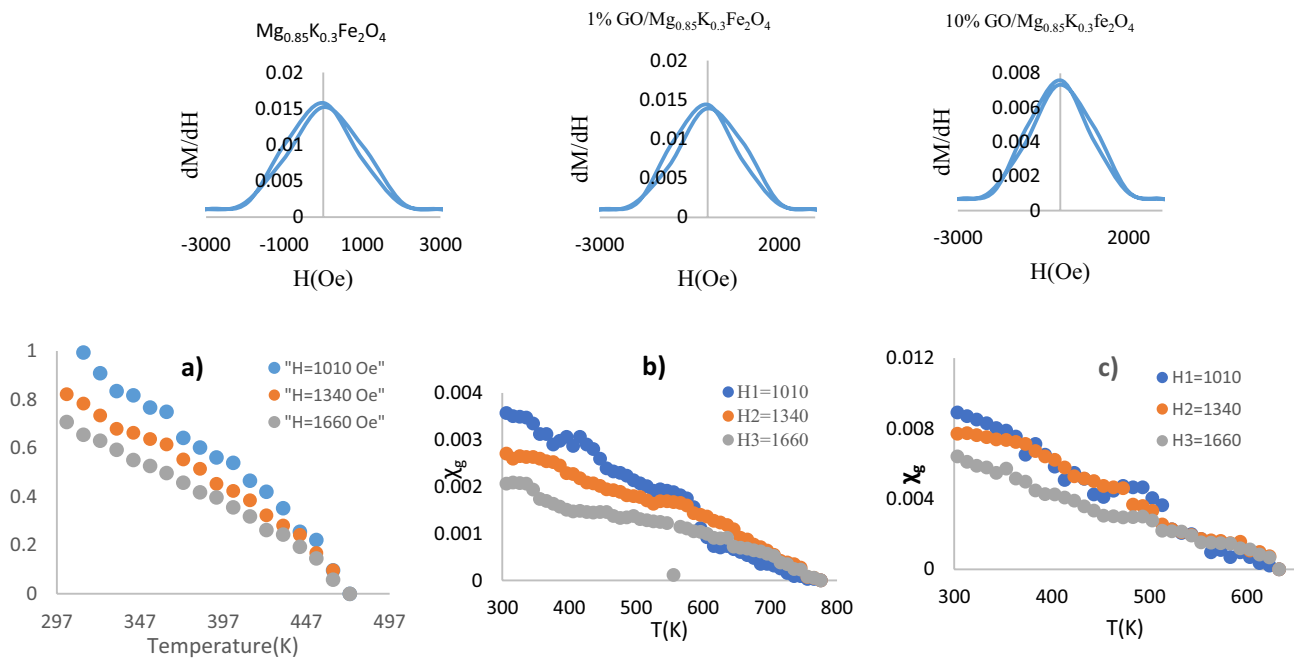 Mg₀.₈₅K₀.₃Fe₂O₄
0.02
0.015
0.01
0.005
0
dM/dH
-3000 -1000 1000 3000
H(Oe)
1% GO/Mg₀.₈₅K₀.₃Fe₂O₄
0.02
0.015
0.01
0.005
0
dM/dH
-3000 2000
H(Oe)
10% GO/Mg₀.₈₅K₀.₃fe₂O₄
0.008
0.006
0.004
0.002
0
dM/dH
-3000 2000
H(Oe)
a)
"H=1010 Oe"
"H=1340 Oe"
"H=1660 Oe"
1
0.8
0.6
0.4
0.2
0
297 347 397 447 497
Temperature(K)
b)
H1=1010
H2=1340
H3=1660
0.004
0.003
0.002
0.001
0
χg
300 400 500 600 700 800
T(K)
c)
H1=1010
H2=1340
H3=1660
0.012
0.008
0.004
0
χg
300 400 500 600
T(K)